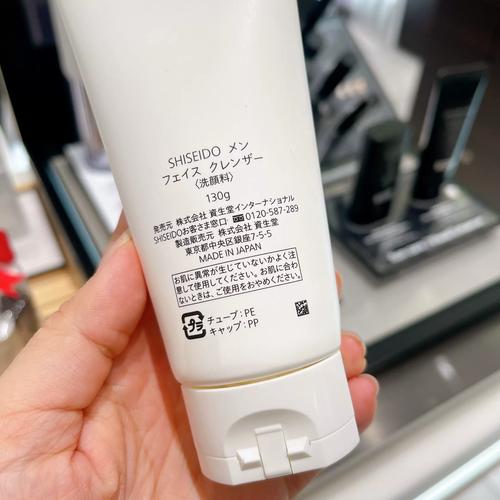 SHISEIDO メン
フェイス クレンザー
〈洗顔料〉
130g
発売元 株式会社 資生堂インターナショナル
SHISEIDOお客さま窓口 0120-587-289
製造販売元 株式会社 資生堂
東京都中央区銀座7-5-5
MADE IN JAPAN
お肌に異常が生じていないかよく注
意して使用してください。お肌に合わ
ないときは、ご使用をおやめください。
プラ
チューブ：PE
キャップ：PP